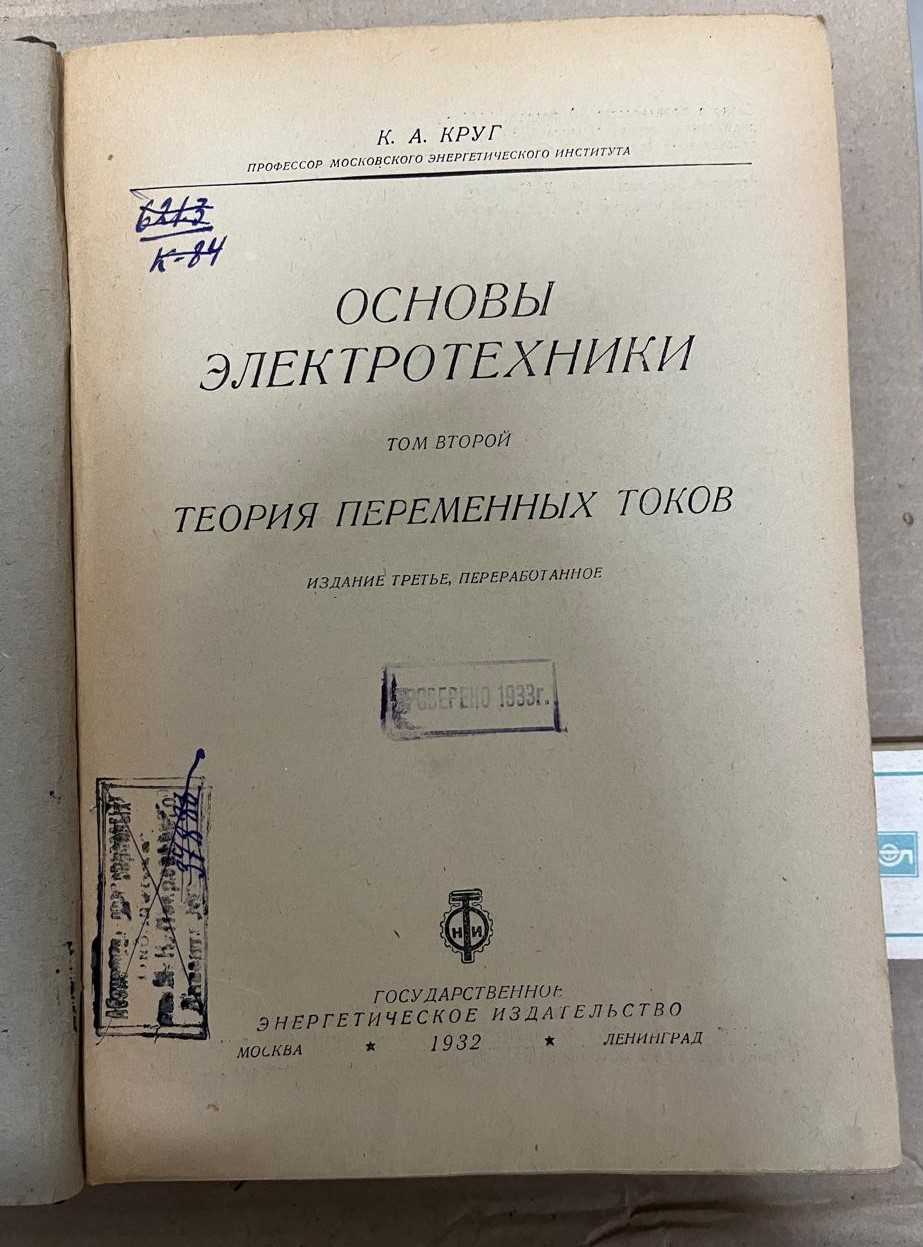 К. А. КРУГ
ПРОФЕССОР МОСКОВСКОГО ЭНЕРГЕТИЧЕСКОГО ИНСТИТУТА
621.3
К-84
ОСНОВЫ
ЭЛЕКТРОТЕХНИКИ
ТОМ ВТОРОЙ
ТЕОРИЯ ПЕРЕМЕННЫХ ТОКОВ
ИЗДАНИЕ ТРЕТЬЕ, ПЕРЕРАБОТАННОЕ
ПРОВЕРЕНО 1933г.
НТИ
ГОСУДАРСТВЕННОЕ
ЭНЕРГЕТИЧЕСКОЕ ИЗДАТЕЛЬСТВО
МОСКВА ★ 1932 ★ ЛЕНИНГРАД